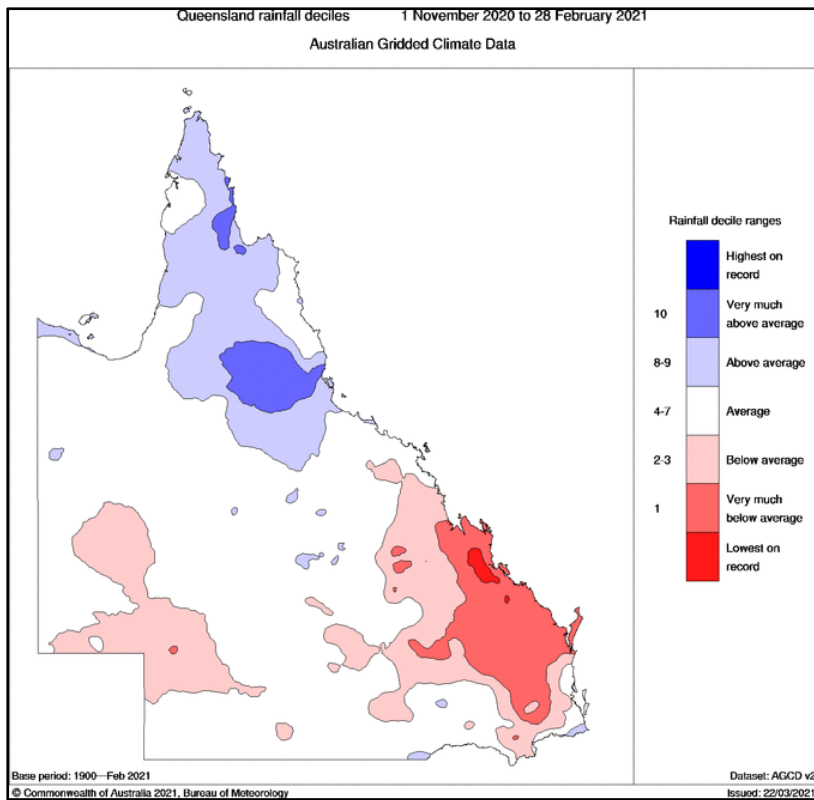 Queensland rainfall deciles 1 November 2020 to 28 February 2021
Australian Gridded Climate Data
Rainfall decile ranges
Highest on
record
10 Very much
above average
8-9 Above average
4-7 Average
2-3 Below average
1 Very much
below average
Lowest on
record
Base period: 1900—Feb 2021 Dataset: AGCD v2
© Commonwealth of Australia 2021, Bureau of Meteorology Issued: 22/03/2021